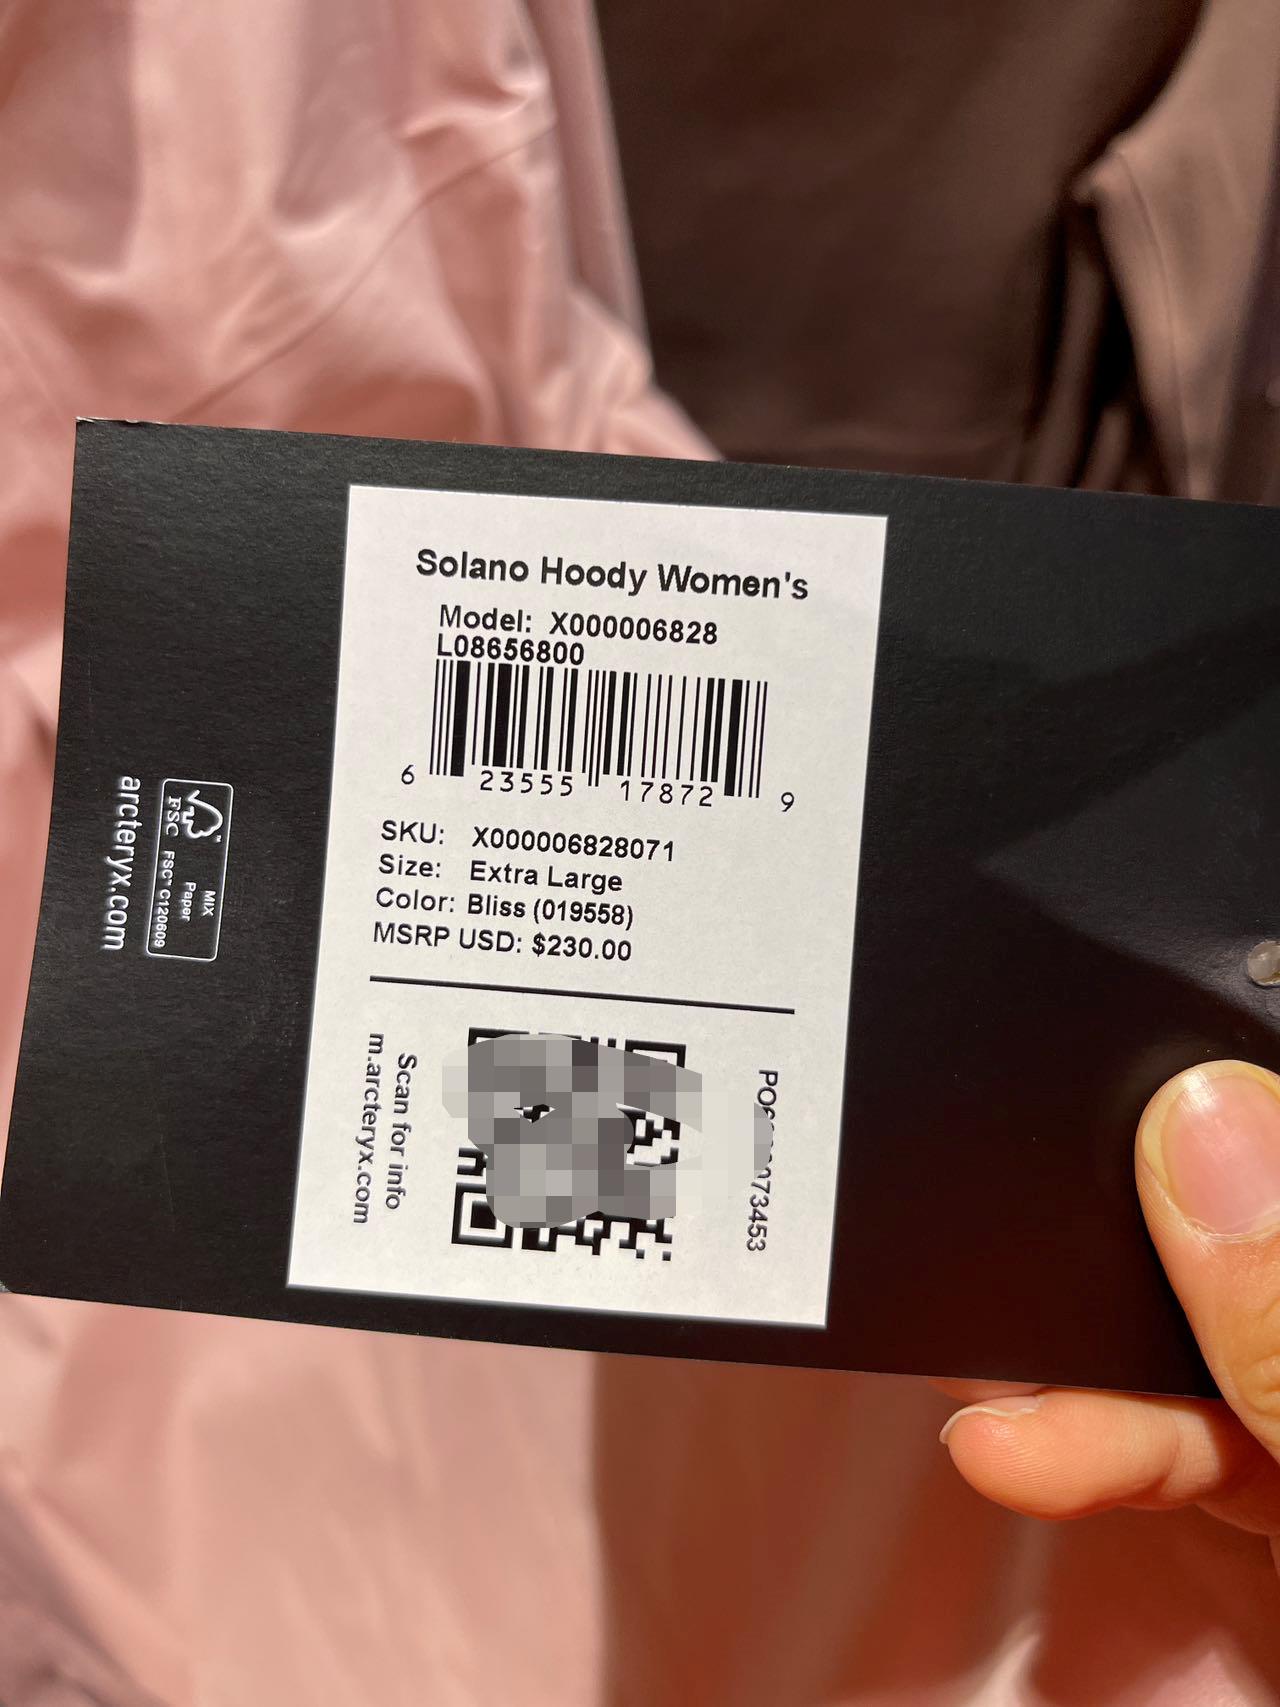 Solano Hoody Women's
Model: X000006828
L08656800
6 23555 17872 9
SKU: X000006828071
Size: Extra Large
Color: Bliss (019558)
MSRP USD: $230.00
Scan for info
m.arcteryx.com
arcteryx.com
FSC
MIX
Paper
FSC™ C120609